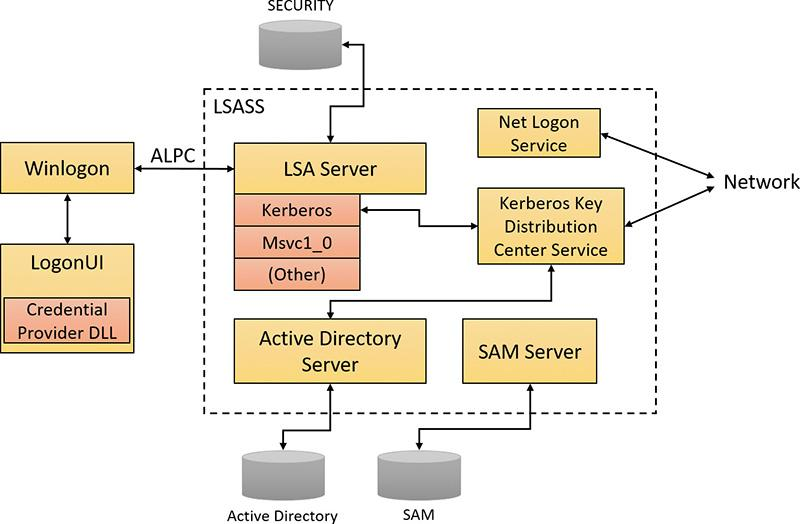 SECURITY
LSASS
Net Logon
Service
ALPC
Winlogon
LSA Server
Network
Kerberos
Kerberos Key
Distribution
Center Service
Msvc1_0
(Other)
LogonUI
Credential
Provider DLL
Active Directory
Server
SAM Server
Active Directory
SAM